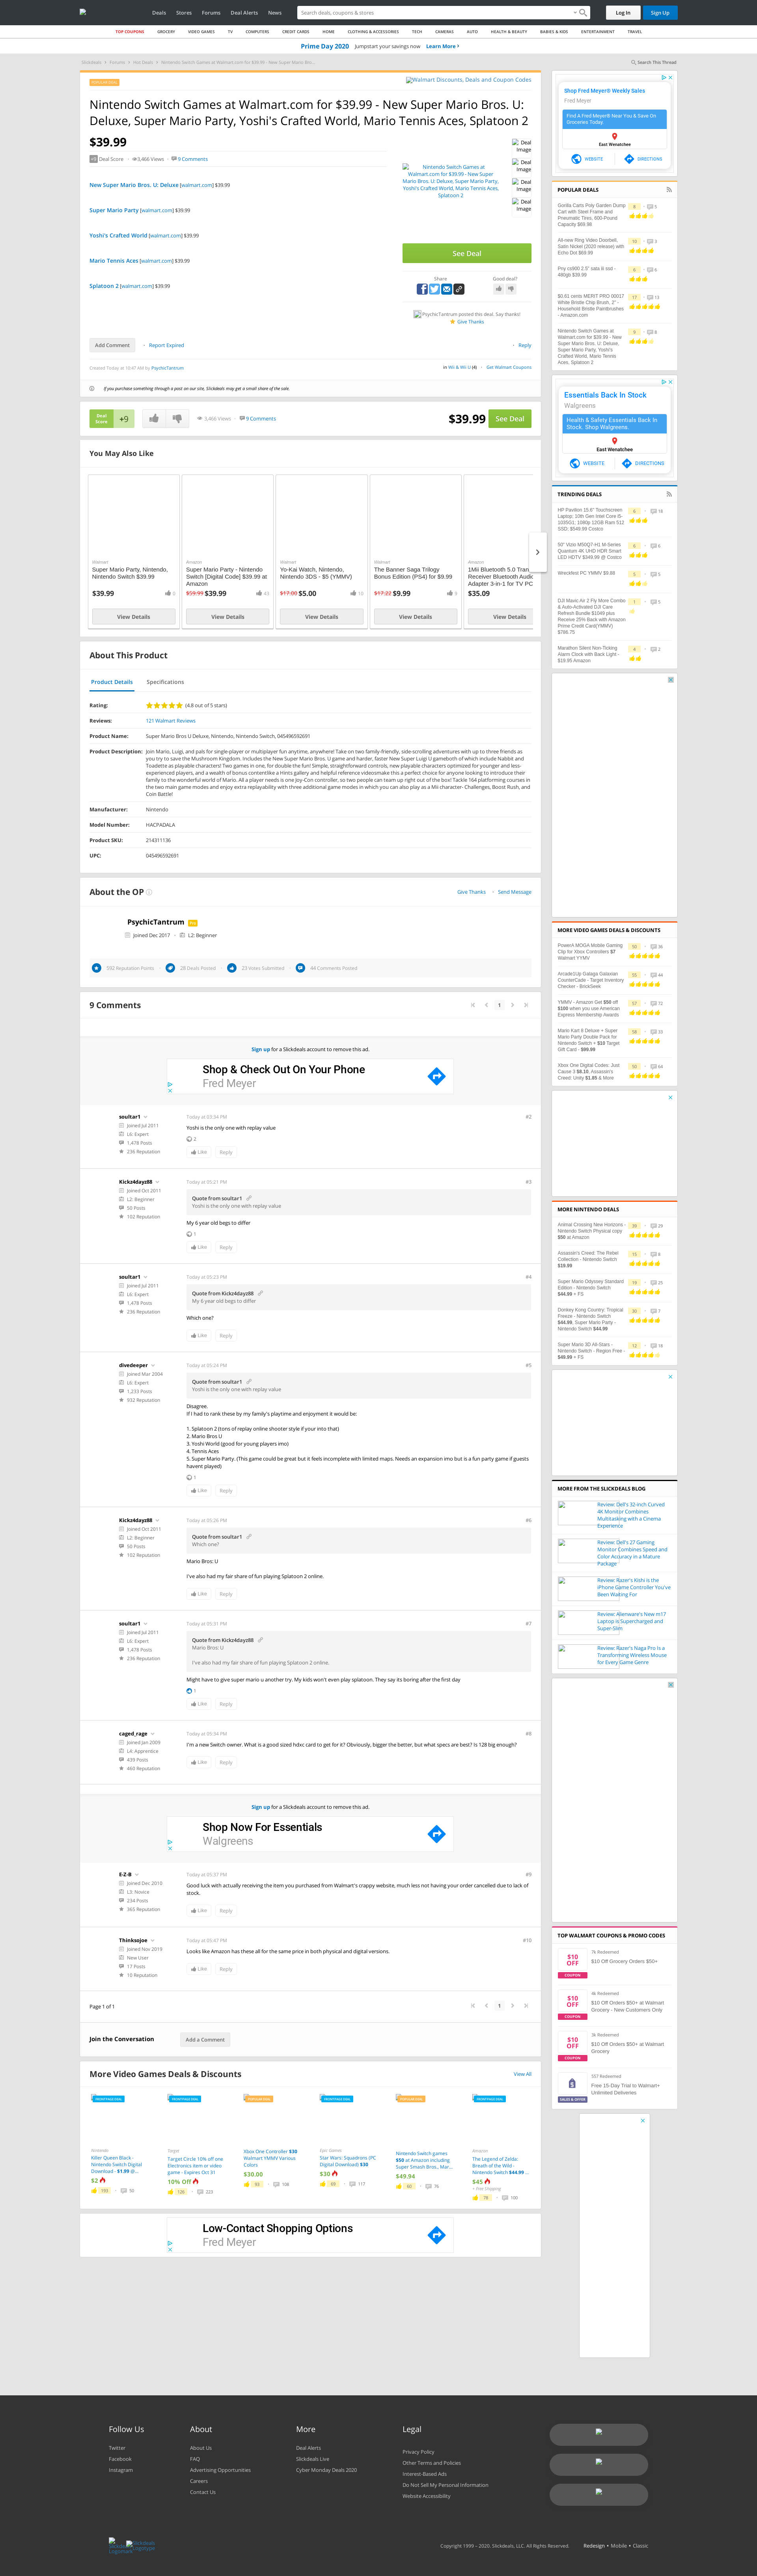 Deals Stores Forums Deal Alerts News
Search deals, coupons & stores
Log In Sign Up
TOP COUPONS GROCERY VIDEO GAMES TV COMPUTERS CREDIT CARDS HOME CLOTHING & ACCESSORIES TECH CAMERAS AUTO HEALTH & BEAUTY BABIES & KIDS ENTERTAINMENT TRAVEL
Prime Day 2020 Jumpstart your savings now Learn More ›
Slickdeals › Forums › Hot Deals › Nintendo Switch Games at Walmart.com for $39.99 - New Super Mario Bro...
Search This Thread
Walmart Discounts, Deals and Coupon Codes
Nintendo Switch Games at Walmart.com for $39.99 - New Super Mario Bros. U:
Deluxe, Super Mario Party, Yoshi's Crafted World, Mario Tennis Aces, Splatoon 2
$39.99
+9 Deal Score 3,466 Views 9 Comments
New Super Mario Bros. U: Deluxe [walmart.com] $39.99
Super Mario Party [walmart.com] $39.99
Yoshi's Crafted World [walmart.com] $39.99
Mario Tennis Aces [walmart.com] $39.99
Splatoon 2 [walmart.com] $39.99
Nintendo Switch Games at
Walmart.com for $39.99 - New Super Mario
Bros. U: Deluxe, Super Mario Party,
Yoshi's Crafted World, Mario Tennis Aces,
Splatoon 2
Deal
Image
Deal
Image
Deal
Image
Deal
Image
See Deal
Share
Good deal?
PsychicTantrum posted this deal. Say thanks!
Give Thanks
Add Comment Report Expired Reply
Created Today at 10:47 AM by PsychicTantrum
in Wii & Wii U (4) Get Walmart Coupons
If you purchase something through a post on our site, Slickdeals may get a small share of the sale.
Deal
Score
+9
3,466 Views 9 Comments
$39.99 See Deal
You May Also Like
Walmart
Super Mario Party, Nintendo,
Nintendo Switch $39.99
$39.99
View Details
Amazon
Super Mario Party - Nintendo
Switch [Digital Code] $39.99 at
Amazon
$59.99 $39.99
View Details
Walmart
Yo-Kai Watch, Nintendo,
Nintendo 3DS - $5 (YMMV)
$17.00 $5.00
View Details
Walmart
The Banner Saga Trilogy
Bonus Edition (PS4) for $9.99
$17.22 $9.99
View Details
Amazon
1Mii Bluetooth 5.0 Tran
Receiver Bluetooth Audi
Adapter 3-in-1 for TV PC
$35.09
View Details
About This Product
Product Details Specifications
Rating: (4.8 out of 5 stars)
Reviews: 121 Walmart Reviews
Product Name: Super Mario Bros U Deluxe, Nintendo, Nintendo Switch, 045496592691
Product Description: Join Mario, Luigi, and pals for single-player or multiplayer fun anytime, anywhere! Take on two family-friendly, side-scrolling adventures with up to three friends as
you try to save the Mushroom Kingdom. Includes the New Super Mario Bros. U game and harder, faster New Super Luigi U gameboth of which include Nabbit and
Toadette as playable characters! Two games in one, for double the fun! Simple, straightforward controls, new playable characters optimized for younger and less-
experienced players, and a wealth of bonus contentlike a Hints gallery and helpful reference videosmake this a perfect choice for anyone looking to introduce their
family to the wonderful world of Mario. All a player needs is one Joy-Con controller, so two people can team up right out of the box! Tackle 164 platforming courses in
the two main game modes and enjoy extra replayability with three additional game modes in which you can also play as a Mii character- Challenges, Boost Rush, and
Coin Battle!
Manufacturer: Nintendo
Model Number: HACPADALA
Product SKU: 214311136
UPC: 045496592691
About the OP
Give Thanks Send Message
PsychicTantrum
Joined Dec 2017 L2: Beginner
592 Reputation Points 28 Deals Posted 23 Votes Submitted 44 Comments Posted
9 Comments
1
Sign up for a Slickdeals account to remove this ad.
Shop & Check Out On Your Phone
Fred Meyer
soultar1
Joined Jul 2011
L6: Expert
1,478 Posts
236 Reputation
Today at 03:34 PM #2
Yoshi is the only one with replay value
2
Like Reply
Kickz4dayz88
Joined Oct 2011
L2: Beginner
50 Posts
102 Reputation
Today at 05:21 PM #3
Quote from soultar1
Yoshi is the only one with replay value
My 6 year old begs to differ
1
Like Reply
soultar1
Joined Jul 2011
L6: Expert
1,478 Posts
236 Reputation
Today at 05:23 PM #4
Quote from Kickz4dayz88
My 6 year old begs to differ
Which one?
Like Reply
divedeeper
Joined Mar 2004
L6: Expert
1,233 Posts
932 Reputation
Today at 05:24 PM #5
Quote from soultar1
Yoshi is the only one with replay value
Disagree.
If I had to rank these by my family's playtime and enjoyment it would be:
1. Splatoon 2 (tons of replay online shooter style if your into that)
2. Mario Bros U
3. Yoshi World (good for young players imo)
4. Tennis Aces
5. Super Mario Party. (This game could be great but it feels incomplete with limited maps. Needs an expansion imo but is a fun party game if guests
havent played)
1
Like Reply
Kickz4dayz88
Joined Oct 2011
L2: Beginner
50 Posts
102 Reputation
Today at 05:26 PM #6
Quote from soultar1
Which one?
Mario Bros: U
I've also had my fair share of fun playing Splatoon 2 online.
Like Reply
soultar1
Joined Jul 2011
L6: Expert
1,478 Posts
236 Reputation
Today at 05:31 PM #7
Quote from Kickz4dayz88
Mario Bros: U
I've also had my fair share of fun playing Splatoon 2 online.
Might have to give super mario u another try. My kids won't even play splatoon. They say its boring after the first day
1
Like Reply
caged_rage
Joined Jan 2009
L4: Apprentice
439 Posts
460 Reputation
Today at 05:34 PM #8
I'm a new Switch owner. What is a good sized hdxc card to get for it? Obviously, bigger the better, but what specs are best? Is 128 big enough?
Like Reply
Sign up for a Slickdeals account to remove this ad.
Shop Now For Essentials
Walgreens
E-Z-B
Joined Dec 2010
L3: Novice
234 Posts
365 Reputation
Today at 05:37 PM #9
Good luck with actually receiving the item you purchased from Walmart's crappy website, much less not having your order cancelled due to lack of
stock.
Like Reply
Thinksojoe
Joined Nov 2019
New User
17 Posts
10 Reputation
Today at 05:47 PM #10
Looks like Amazon has these all for the same price in both physical and digital versions.
Like Reply
Page 1 of 1
1
Join the Conversation Add a Comment
More Video Games Deals & Discounts View All
Nintendo
Killer Queen Black -
Nintendo Switch Digital
Download - $1.99 @...
$2
Target
Target Circle 10% off one
Electronics item or video
game - Expires Oct 31
10% Off
Xbox One Controller $30
Walmart YMMV Various
Colors
$30.00
Epic Games
Star Wars: Squadrons (PC
Digital Download) $30
$30
Nintendo Switch games
$50 at Amazon including
Super Smash Bros., Mar...
$49.94
Amazon
The Legend of Zelda:
Breath of the Wild -
Nintendo Switch $44.99 ...
$45
+ Free Shipping
Low-Contact Shopping Options
Fred Meyer
Shop Fred Meyer® Weekly Sales
Fred Meyer
Find A Fred Meyer® Near You & Save On
Groceries Today
East Wenatchee
WEBSITE DIRECTIONS
POPULAR DEALS
Gorilla Carts Poly Garden Dump
Cart with Steel Frame and
Pneumatic Tires, 600-Pound
Capacity $69.98
All-new Ring Video Doorbell,
Satin Nickel (2020 release) with
Echo Dot $69.99
Pny cs900 2.5" sata iii ssd -
480gb $39.99
$0.61 cents MERIT PRO 00017
White Bristle Chip Brush; 2" -
Household Bristle Paintbrushes
- Amazon.com
Nintendo Switch Games at
Walmart.com for $39.99 - New
Super Mario Bros. U: Deluxe,
Super Mario Party, Yoshi's
Crafted World, Mario Tennis
Aces, Splatoon 2
Essentials Back In Stock
Walgreens
Health & Safety Essentials Back In
Stock. Shop Walgreens.
East Wenatchee
WEBSITE DIRECTIONS
TRENDING DEALS
HP Pavilion 15.6" Touchscreen
Laptop; 10th Gen Intel Core i5-
1035G1; 1080p 12GB Ram 512
SSD; $549.99 Costco
50" Vizio M50Q7-H1 M-Series
Quantum 4K UHD HDR Smart
LED HDTV $349.99 @ Costco
Wreckfest PC YMMV $9.69
DJI Mavic Air 2 Fly More Combo
& Auto-Activated DJI Care
Refresh Bundle $1049 plus
Receive 25% Back with Amazon
Prime Credit Card(YMMV)
$786.75
Marathon Silent Non-Ticking
Alarm Clock with Back Light -
$19.95 Amazon
MORE VIDEO GAMES DEALS & DISCOUNTS
PowerA MOGA Mobile Gaming
Clip for Xbox Controllers $7
Walmart YYMV
Arcade1Up Galaga Galaxian
CounterCade - Target Inventory
Checker - BrickSeek
YMMV - Amazon Get $50 off
$100 when you use American
Express Membership Awards
Mario Kart 8 Deluxe + Super
Mario Party Double Pack for
Nintendo Switch + $10 Target
Gift Card - $99.99
Xbox One Digital Codes: Just
Cause 3 $8.10, Assassin's
Creed: Unity $1.05 & More
MORE NINTENDO DEALS
Animal Crossing New Horizons -
Nintendo Switch Physical copy
$50 at Amazon
Assassin's Creed: The Rebel
Collection - Nintendo Switch
$19.99
Super Mario Odyssey Standard
Edition - Nintendo Switch
$44.99 + FS
Donkey Kong Country: Tropical
Freeze - Nintendo Switch
$44.99, Super Mario Party -
Nintendo Switch $44.99
Super Mario 3D All-Stars -
Nintendo Switch - Region Free -
$49.99 + FS
MORE FROM THE SLICKDEALS BLOG
Review: Dell's 32-Inch Curved
4K Monitor Combines
Multitasking with a Cinema
Experience
Review: Dell's 27 Gaming
Monitor Combines Speed and
Color Accuracy in a Mature
Package
Review: Razer's Kishi is the
iPhone Game Controller You've
Been Waiting For
Review: Alienware's New m17
Laptop is Supercharged and
Super-Slim
Review: Razer's Naga Pro Is a
Transforming Wireless Mouse
for Every Game Genre
TOP WALMART COUPONS & PROMO CODES
$10
OFF
COUPON
7k Redeemed
$10 Off Grocery Orders $50+
$10
OFF
COUPON
4k Redeemed
$10 Off Orders $50+ at Walmart
Grocery - New Customers Only
$10
OFF
COUPON
3k Redeemed
$10 Off Orders $50+ at Walmart
Grocery
SALES & OFFER
557 Redeemed
Free 15-Day Trial to Walmart+
Unlimited Deliveries
Follow Us
Twitter
Facebook
Instagram
About
About Us
FAQ
Advertising Opportunities
Careers
Contact Us
More
Deal Alerts
Slickdeals Live
Cyber Monday Deals 2020
Legal
Privacy Policy
Other Terms and Policies
Interest-Based Ads
Do Not Sell My Personal Information
Website Accessibility
Copyright 1999 - 2020. Slickdeals, LLC. All Rights Reserved. Redesign • Mobile • Classic